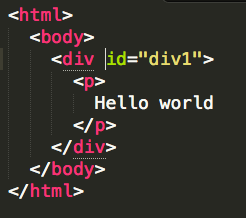 <html>
<body>
<div id="div1">
<p>
Hello world
</p>
</div>
</body>
</html>